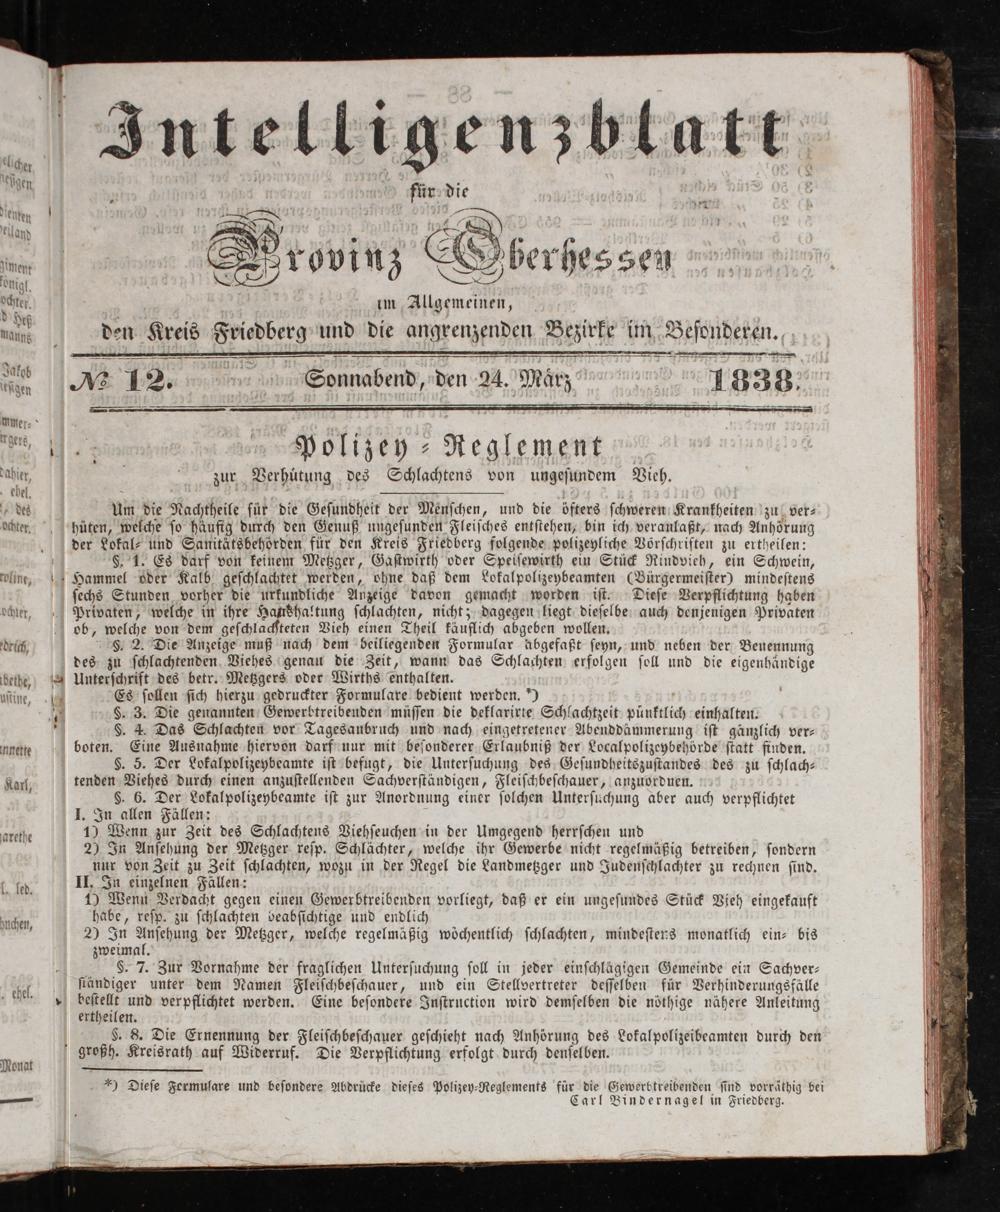 Intelligenzblatt
für die
Provinz Oberhessen
im Allgemeinen,
den Kreis Friedberg und die angrenzenden Bezirke im Besonderen.
№ 12. Sonnabend, den 24. März 1838.
Polizey-Reglement
zur Verhütung des Schlachtens von ungesundem Vieh.
Um die Nachtheile für die Gesundheit der Menschen, und die öfters schweren Krankheiten zu ver-
hüten, welche so häufig durch den Genuß ungesunden Fleisches entstehen, bin ich veranlaßt, nach Anhörung
der Lokal- und Sanitätsbehörden für den Kreis Friedberg folgende polizeyliche Vorschriften zu ertheilen:
§. 1. Es darf von keinem Metzger, Gastwirth oder Speisewirth ein Stück Rindvieh, ein Schwein,
Hammel oder Kalb geschlachtet werden, ohne daß dem Lokalpolizeybeamten (Bürgermeister) mindestens
sechs Stunden vorher die urkundliche Anzeige davon gemacht worden ist. Diese Verpflichtung haben
Privaten, welche in ihre Haushaltung schlachten, nicht; dagegen liegt dieselbe auch denjenigen Privaten
ob, welche von dem geschlachteten Vieh einen Theil käuflich abgeben wollen.
§. 2. Die Anzeige muß nach dem beiliegenden Formular abgefaßt seyn, und neben der Benennung
des zu schlachtenden Viehes genau die Zeit, wann das Schlachten erfolgen soll und die eigenhändige
Unterschrift des betr. Metzgers oder Wirths enthalten.
Es sollen sich hierzu gedruckter Formulare bedient werden. *)
§. 3. Die genannten Gewerbtreibenden müssen die deklarirte Schlachtzeit pünktlich einhalten.
§. 4. Das Schlachten vor Tagesanbruch und nach eingetretener Abenddämmerung ist gänzlich ver-
boten. Eine Ausnahme hiervon darf nur mit besonderer Erlaubniß der Localpolizeybehörde statt finden.
§. 5. Der Lokalpolizeybeamte ist befugt, die Untersuchung des Gesundheitszustandes des zu schlach-
tenden Viehes durch einen anzustellenden Sachverständigen, Fleischbeschauer, anzuordnen.
§. 6. Der Lokalpolizeybeamte ist zur Anordnung einer solchen Untersuchung aber auch verpflichtet
I. In allen Fällen:
1) Wenn zur Zeit des Schlachtens Viehseuchen in der Umgegend herrschen und
2) In Ansehung der Metzger resp. Schlächter, welche ihr Gewerbe nicht regelmäßig betreiben, sondern
nur von Zeit zu Zeit schlachten, wozu in der Regel die Landmetzger und Judenschlachter zu rechnen sind.
II. In einzelnen Fällen:
1) Wenn Verdacht gegen einen Gewerbtreibenden vorliegt, daß er ein ungesundes Stück Vieh eingekauft
habe, resp. zu schlachten beabsichtige und endlich
2) In Ansehung der Metzger, welche regelmäßig wöchentlich schlachten, mindestens monatlich ein- bis
zweimal.
§. 7. Zur Vornahme der fraglichen Untersuchung soll in jeder einschlägigen Gemeinde ein Sachver-
ständiger unter dem Namen Fleischbeschauer, und ein Stellvertreter desselben für Verhinderungsfälle
bestellt und verpflichtet werden. Eine besondere Instruction wird demselben die nöthige nähere Anleitung
ertheilen.
§. 8. Die Ernennung der Fleischbeschauer geschieht nach Anhörung des Lokalpolizeibeamten durch den
großh. Kreisrath auf Widerruf. Die Verpflichtung erfolgt durch denselben.
*) Diese Formulare und besondere Abdrücke dieses Polizey-Reglements für die Gewerbtreibenden sind vorräthig bei
Carl Bindernagel in Friedberg.